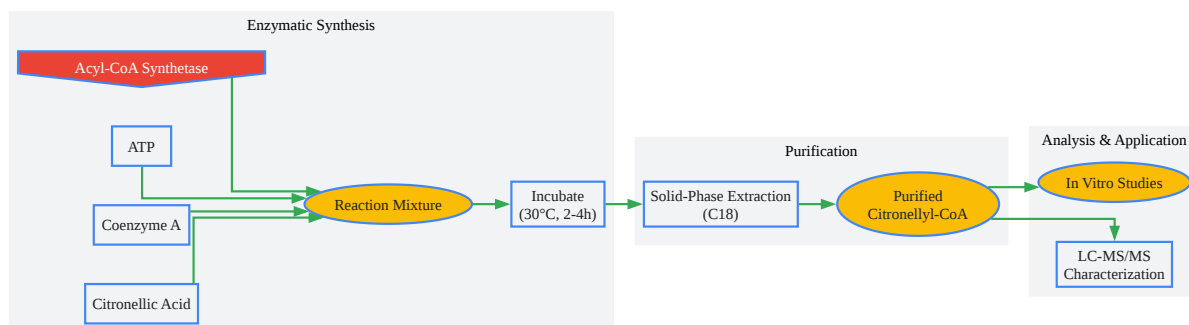 Enzymatic Synthesis
Acyl-CoA Synthetase
ATP
Coenzyme A
Citronellic Acid
Reaction Mixture
Incubate
(30°C, 2-4h)
Purification
Solid-Phase Extraction
(C18)
Purified
Citronellyl-CoA
Analysis & Application
In Vitro Studies
LC-MS/MS
Characterization